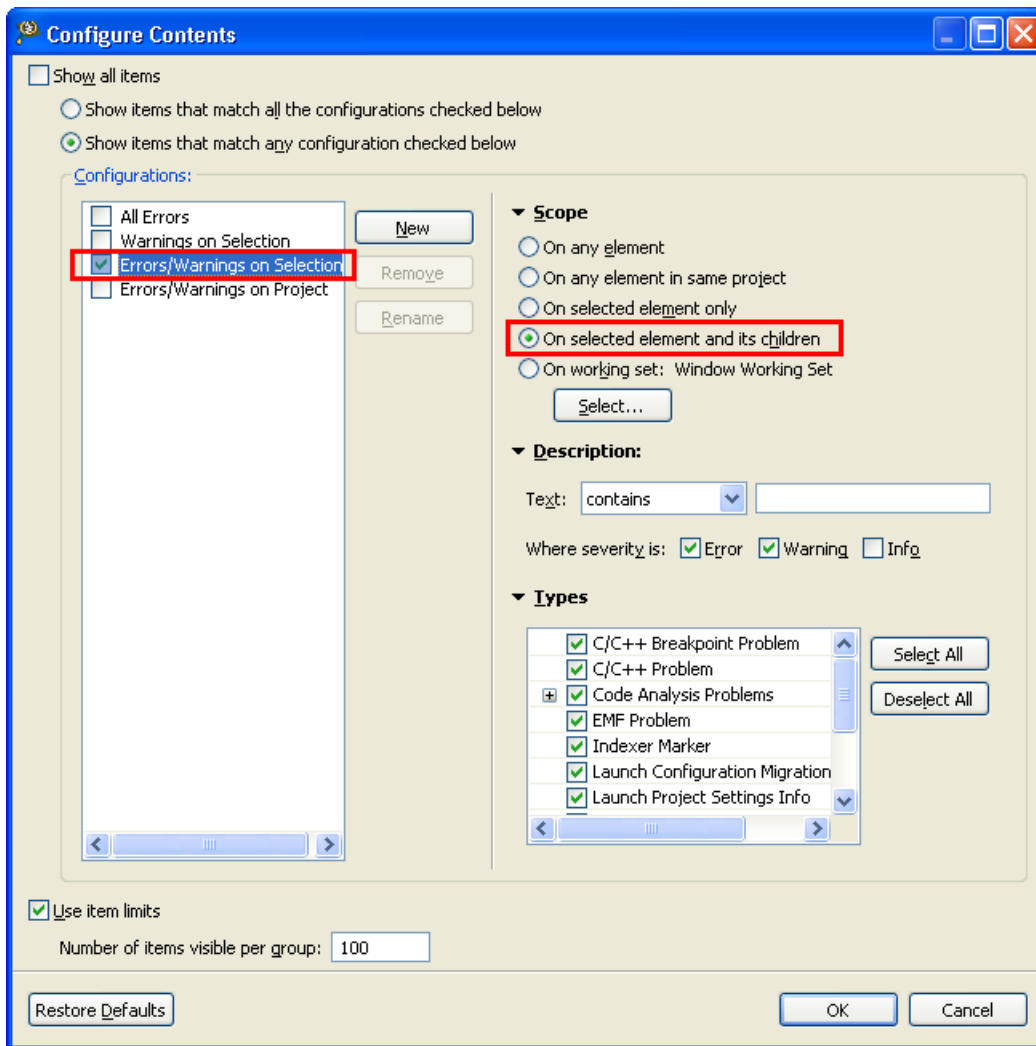 Configure Contents
Show all items
Show items that match all the configurations checked below
Show items that match any configuration checked below
Configurations:
All Errors
Warnings on Selection
Errors/Warnings on Selection
Errors/Warnings on Project
New
Remove
Rename
Scope
On any element
On any element in same project
On selected element only
On selected element and its children
On working set: Window Working Set
Select...
Description:
Text: contains
Where severity is: Error Warning Info
Types
C/C++ Breakpoint Problem
C/C++ Problem
Code Analysis Problems
EMF Problem
Indexer Marker
Launch Configuration Migration
Launch Project Settings Info
Select All
Deselect All
Use item limits
Number of items visible per group: 100
Restore Defaults
OK
Cancel